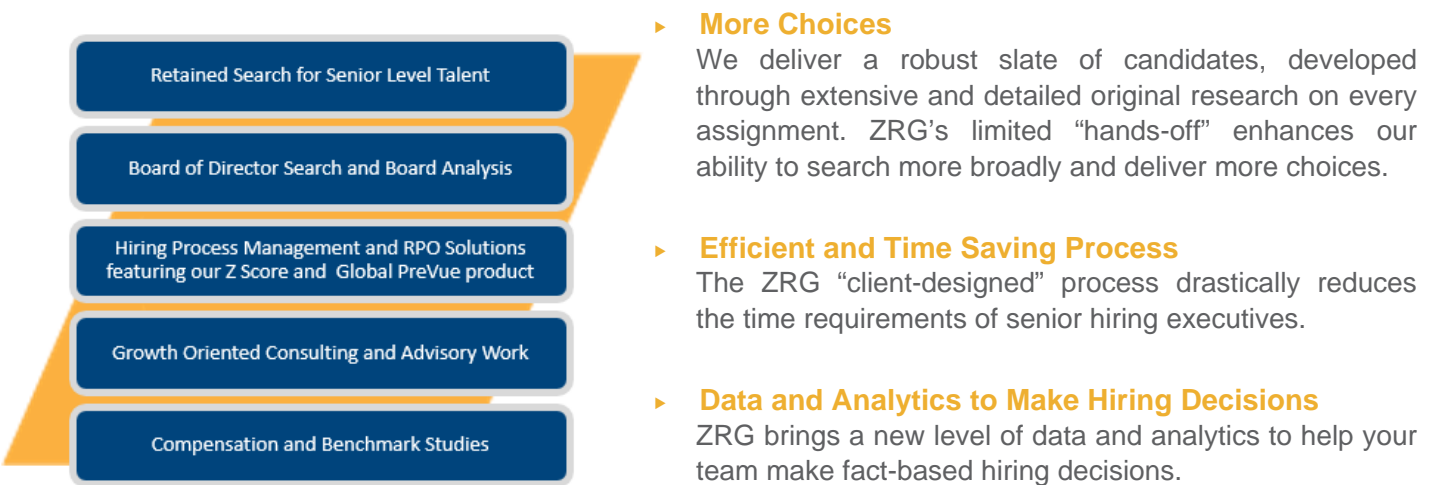 Retained Search for Senior Level Talent
Board of Director Search and Board Analysis
Hiring Process Management and RPO Solutions
featuring our Z Score and Global PreVue product
Growth Oriented Consulting and Advisory Work
Compensation and Benchmark Studies
More Choices
We deliver a robust slate of candidates, developed
through extensive and detailed original research on every
assignment. ZRG’s limited “hands-off” enhances our
ability to search more broadly and deliver more choices.
Efficient and Time Saving Process
The ZRG “client-designed” process drastically reduces
the time requirements of senior hiring executives.
Data and Analytics to Make Hiring Decisions
ZRG brings a new level of data and analytics to help your
team make fact-based hiring decisions.